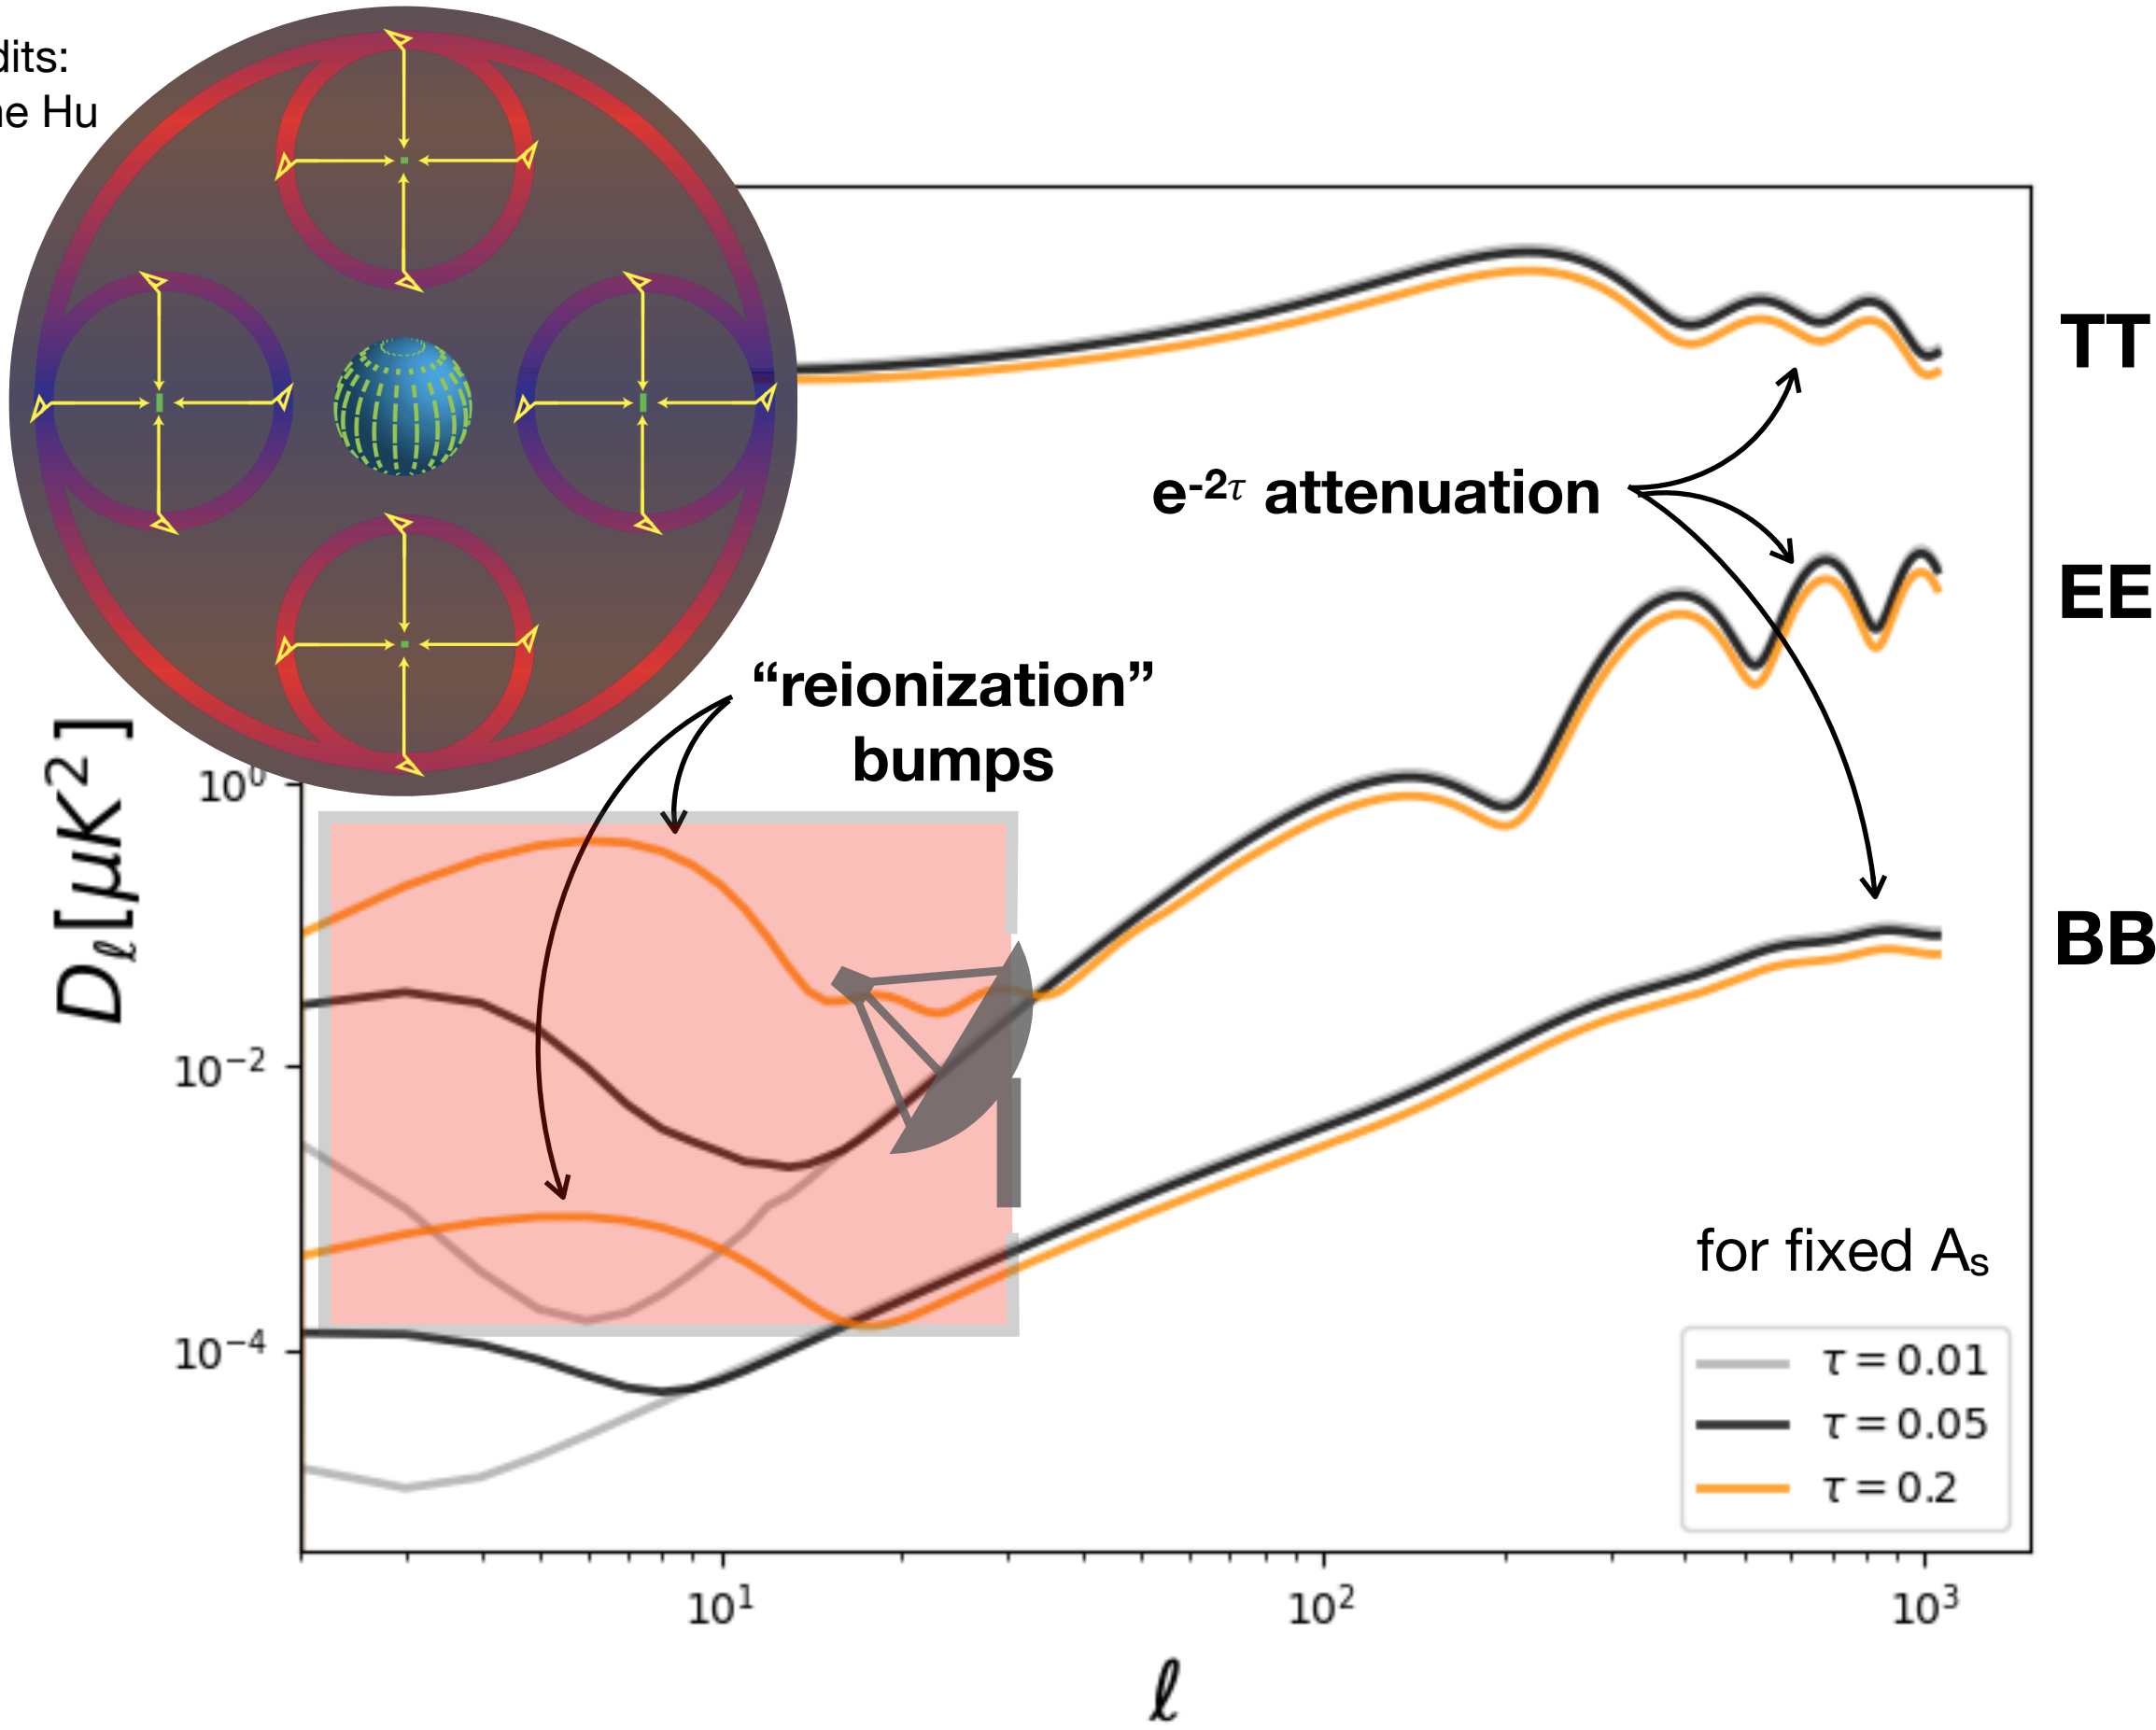 dits:
ne Hu
TT
e-2τ attenuation
EE
“reionization”
bumps
BB
Dℓ[μK2]
10⁰
10⁻²
10⁻⁴
for fixed As
τ = 0.01
τ = 0.05
τ = 0.2
10¹
10²
10³
ℓ